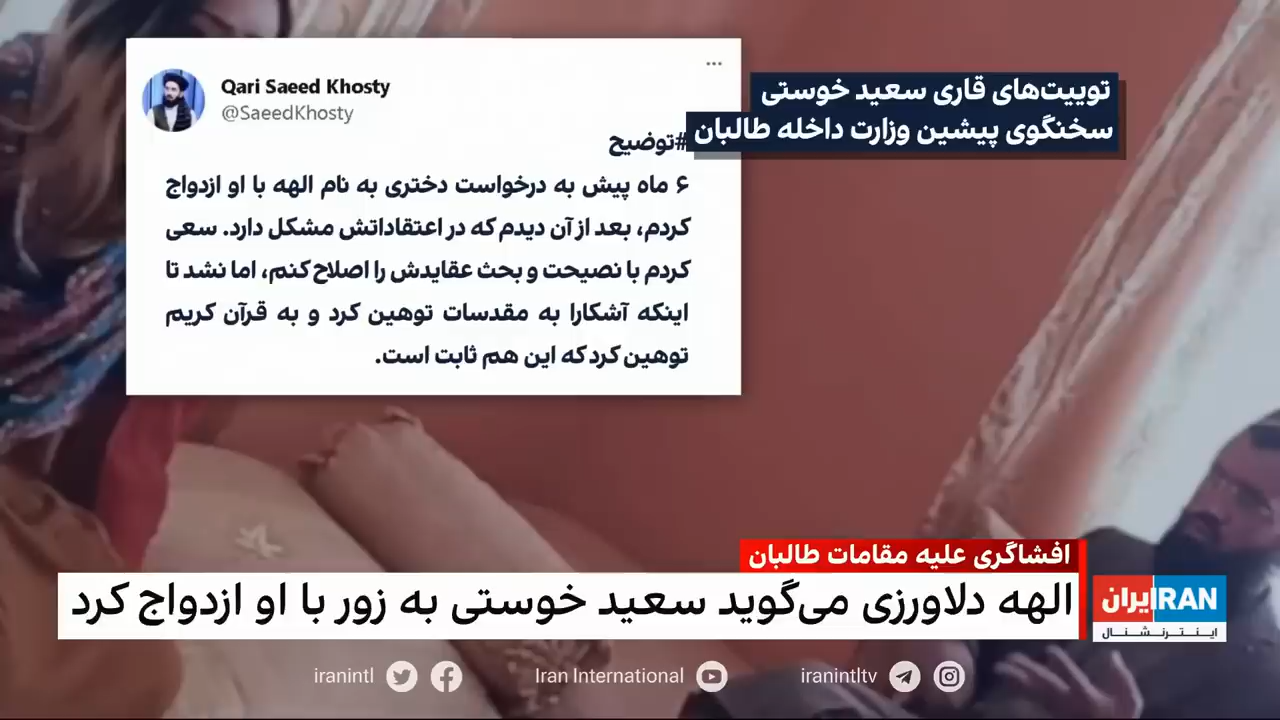 Qari Saeed Khosty
@SaeedKhosty
توییت‌های قاری سعید خوستی
سخنگوی پیشین وزارت داخله طالبان
#توضیح
۶ ماه پیش به درخواست دختری به نام الهه با او ازدواج
کردم، بعد از آن دیدم که در اعتقاداتش مشکل دارد. سعی
کردم با نصیحت و بحث عقایدش را اصلاح کنم، اما نشد تا
اینکه آشکارا به مقدسات توهین کرد و به قرآن کریم
توهین کرد که این هم ثابت است.
افشاگری علیه مقامات طالبان
الهه دلاورزی می‌گوید سعید خوستی به زور با او ازدواج کرد
IRAN ایران
اینترنشنال
iranintl Iran International iranintltv